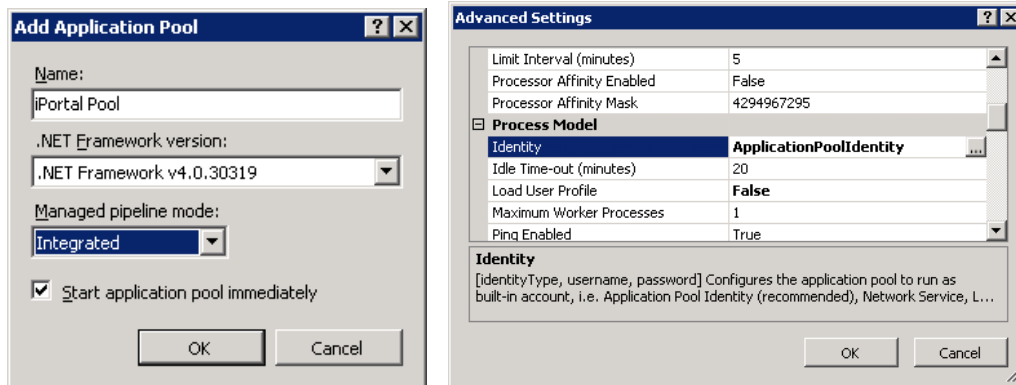 Add Application Pool
Name:
iPortal Pool
.NET Framework version:
.NET Framework v4.0.30319
Managed pipeline mode:
Integrated
Start application pool immediately
OK Cancel
Advanced Settings
Limit Interval (minutes) 5
Processor Affinity Enabled False
Processor Affinity Mask 4294967295
Process Model
Identity ApplicationPoolIdentity ...
Idle Time-out (minutes) 20
Load User Profile False
Maximum Worker Processes 1
Ping Enabled True
Identity
[identityType, username, password] Configures the application pool to run as
built-in account, i.e. Application Pool Identity (recommended), Network Service, L...
OK Cancel